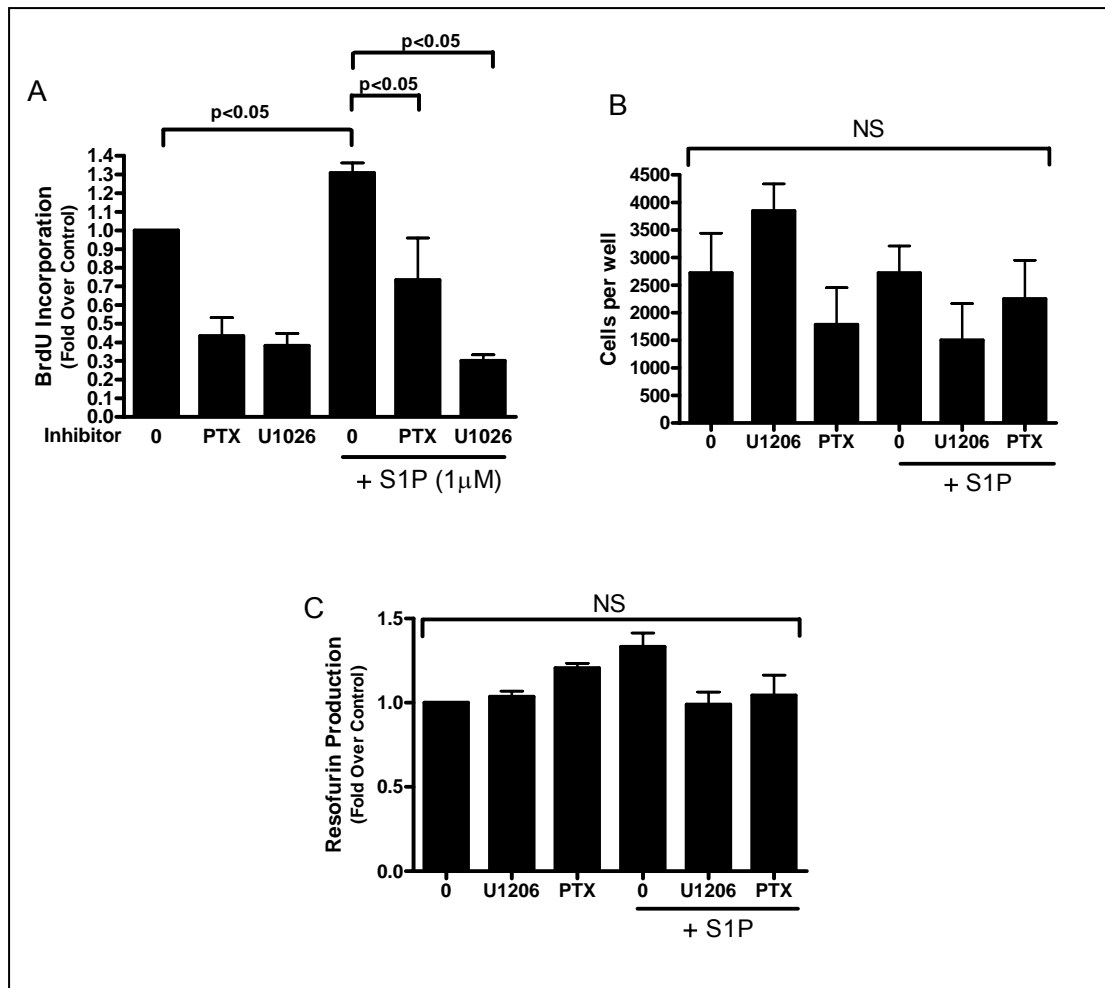 p<0.05
p<0.05
p<0.05
A
BrdU Incorporation
(Fold Over Control)
1.4
1.3
1.2
1.1
1.0
0.9
0.8
0.7
0.6
0.5
0.4
0.3
0.2
0.1
0.0
Inhibitor 0 PTX U1026 0 PTX U1026
+ S1P (1μM)
B
NS
Cells per well
4500
4000
3500
3000
2500
2000
1500
1000
500
0
0 U1206 PTX 0 U1206 PTX
+ S1P
C
NS
Resofurin Production
(Fold Over Control)
1.5
1.0
0.5
0.0
0 U1206 PTX 0 U1206 PTX
+ S1P